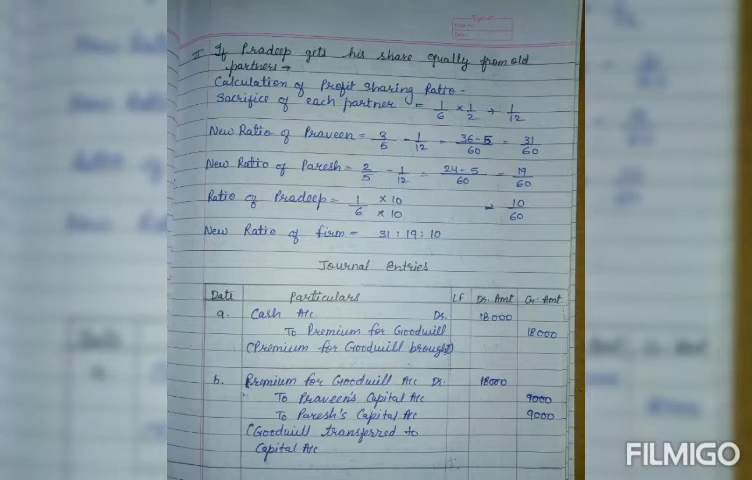 II If Pradeep gets his share equally from old
partners →
Calculation of Profit Sharing Ratio -
Sacrifice of each partner = 1/6 × 1/2 → 1/12
New Ratio of Praveen = 3/5 - 1/12 = 36-5/60 = 31/60
New Ratio of Paresh = 2/5 - 1/12 = 24-5/60 = 19/60
Ratio of Pradeep = 1/6 × 10/× 10 = 10/60
New Ratio of firm = 31 : 19 : 10
Journal Entries
Date Particulars LF Dr. Amt Cr. Amt
a. Cash A/c Dr. 18000
To Premium for Goodwill 18000
(Premium for Goodwill brought)
b. Premium for Goodwill A/c Dr. 18000
To Praveen's Capital A/c 9000
To Paresh's Capital A/c 9000
(Goodwill transferred to
Capital A/c
FILMIGO